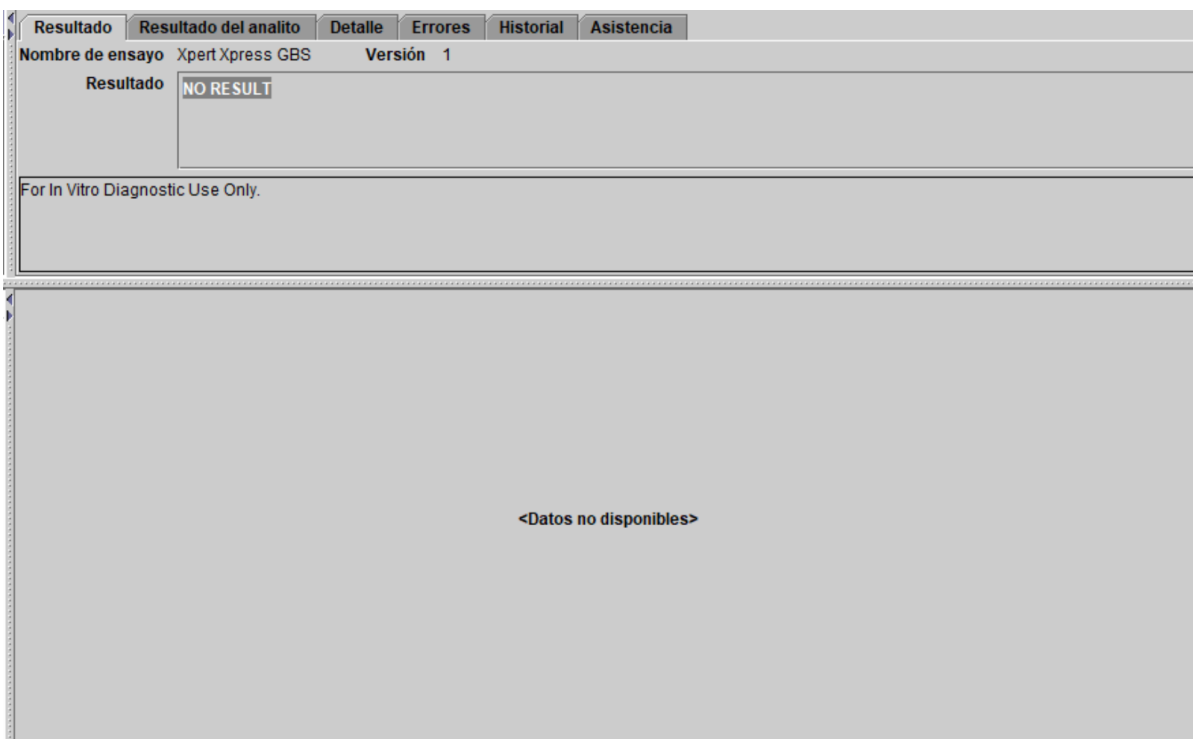 Resultado Resultado del analito Detalle Errores Historial Asistencia
Nombre de ensayo Xpert Xpress GBS Versión 1
Resultado NO RESULT
For In Vitro Diagnostic Use Only.
<Datos no disponibles>